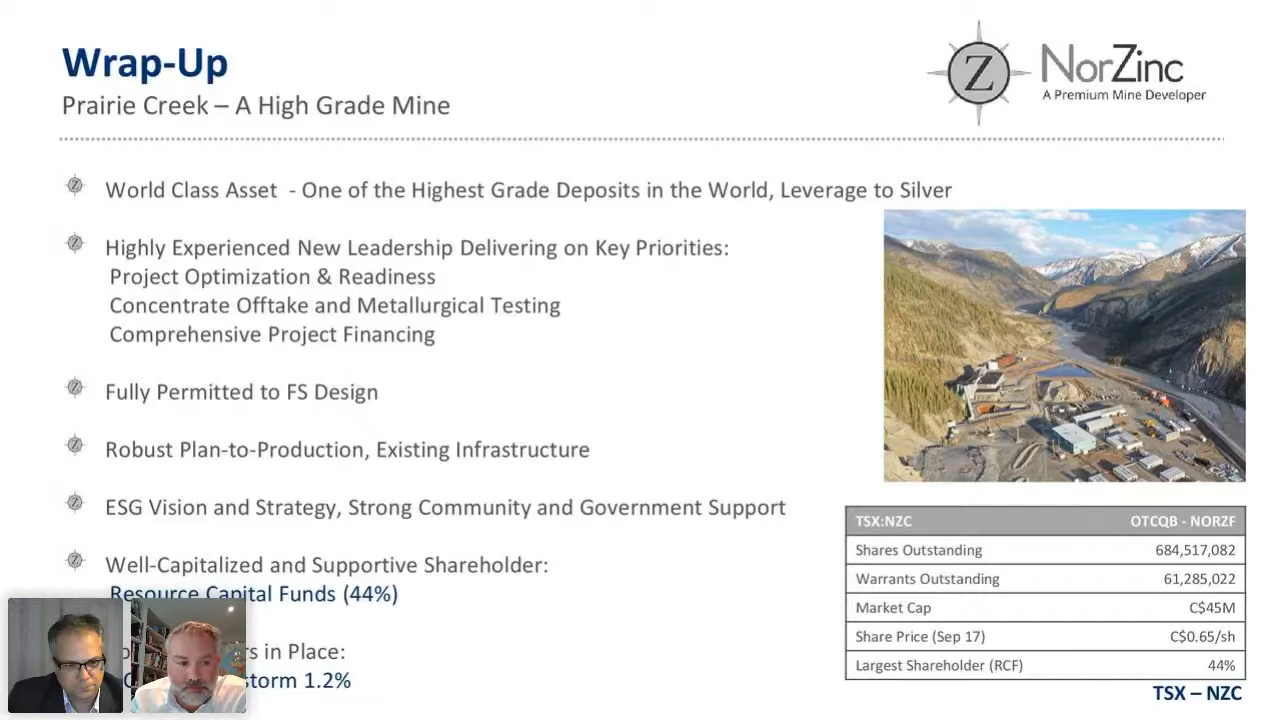 Wrap-Up
Prairie Creek – A High Grade Mine
Z
NorZinc
A Premium Mine Developer
World Class Asset - One of the Highest Grade Deposits in the World, Leverage to Silver
Highly Experienced New Leadership Delivering on Key Priorities:
Project Optimization & Readiness
Concentrate Offtake and Metallurgical Testing
Comprehensive Project Financing
Fully Permitted to FS Design
Robust Plan-to-Production, Existing Infrastructure
ESG Vision and Strategy, Strong Community and Government Support
Well-Capitalized and Supportive Shareholder:
Resource Capital Funds (44%)
in Place:
1.2%
TSX:NZC OTCQB - NORZF
Shares Outstanding 684,517,082
Warrants Outstanding 61,285,022
Market Cap C$45M
Share Price (Sep 17) C$0.65/sh
Largest Shareholder (RCF) 44%
TSX – NZC